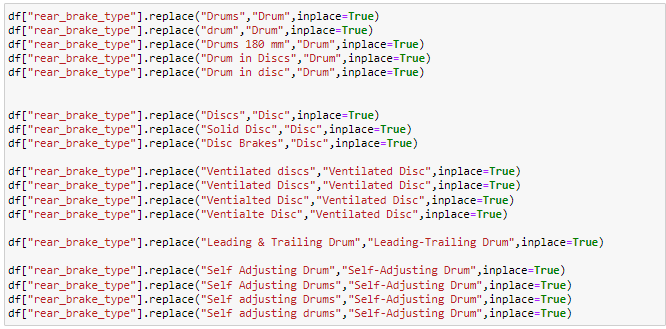 df["rear_brake_type"].replace("Drums","Drum",inplace=True)
df["rear_brake_type"].replace("drum","Drum",inplace=True)
df["rear_brake_type"].replace("Drums 180 mm","Drum",inplace=True)
df["rear_brake_type"].replace("Drum in Discs","Drum",inplace=True)
df["rear_brake_type"].replace("Drum in disc","Drum",inplace=True)
df["rear_brake_type"].replace("Discs","Disc",inplace=True)
df["rear_brake_type"].replace("Solid Disc","Disc",inplace=True)
df["rear_brake_type"].replace("Disc Brakes","Disc",inplace=True)
df["rear_brake_type"].replace("Ventilated discs","Ventilated Disc",inplace=True)
df["rear_brake_type"].replace("Ventilated Discs","Ventilated Disc",inplace=True)
df["rear_brake_type"].replace("Ventialted Disc","Ventilated Disc",inplace=True)
df["rear_brake_type"].replace("Ventialte Disc","Ventilated Disc",inplace=True)
df["rear_brake_type"].replace("Leading & Trailing Drum","Leading-Trailing Drum",inplace=True)
df["rear_brake_type"].replace("Self Adjusting Drum","Self-Adjusting Drum",inplace=True)
df["rear_brake_type"].replace("Self Adjusting Drums","Self-Adjusting Drum",inplace=True)
df["rear_brake_type"].replace("Self adjusting Drums","Self-Adjusting Drum",inplace=True)
df["rear_brake_type"].replace("Self adjusting drums","Self-Adjusting Drum",inplace=True)